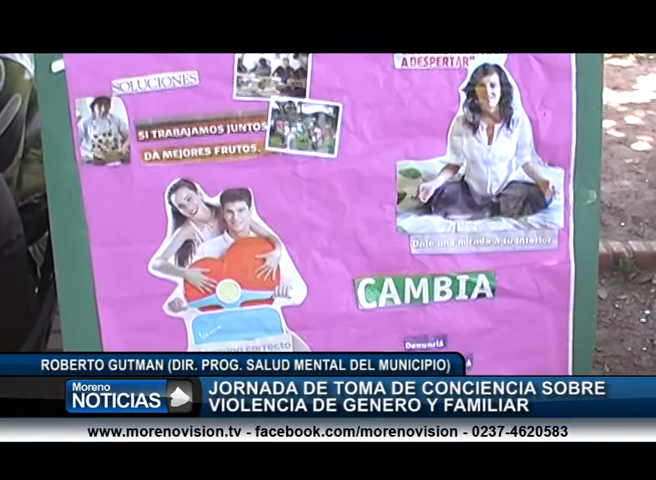 A DESPERTAR"
SOLUCIONES
SI TRABAJAMOS JUNTOS
DA MEJORES FRUTOS.
Dale una mirada a tu interior.
CAMBIA
correcto
Denunciá
ROBERTO GUTMAN (DIR. PROG. SALUD MENTAL DEL MUNICIPIO)
Moreno
NOTICIAS
JORNADA DE TOMA DE CONCIENCIA SOBRE
VIOLENCIA DE GENERO Y FAMILIAR
www.morenovision.tv - facebook.com/morenovision - 0237-4620583